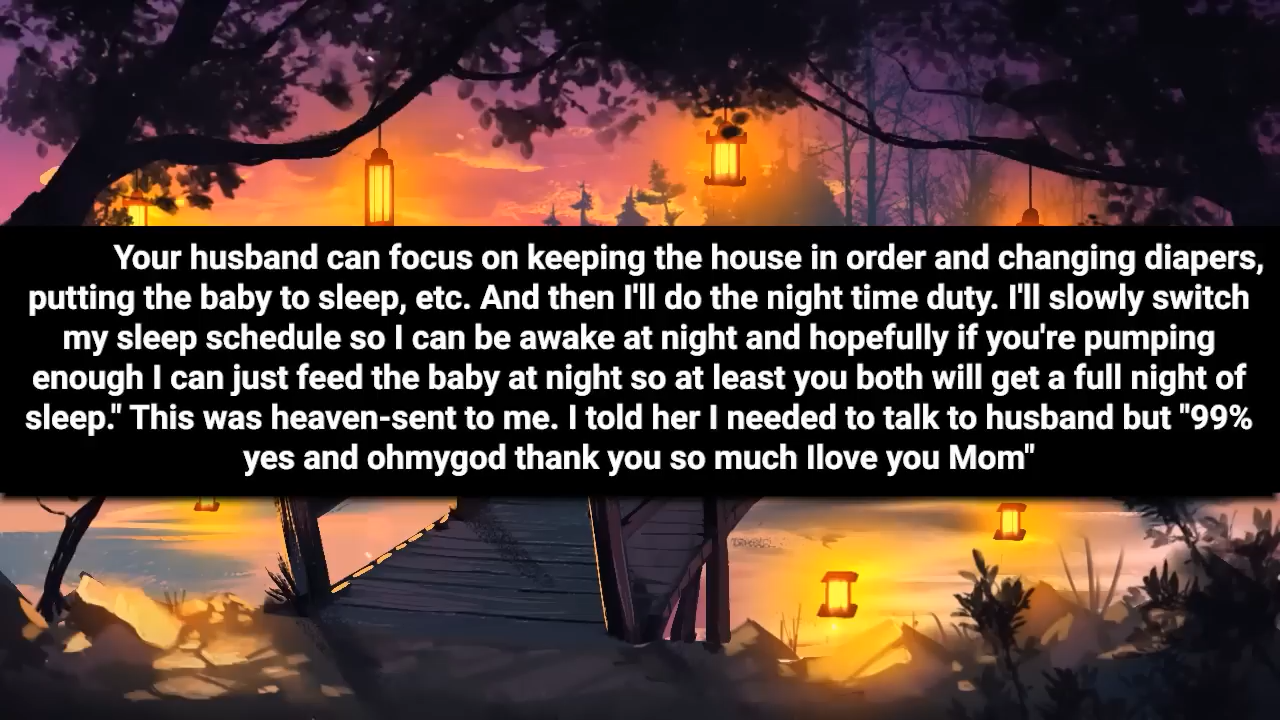 Your husband can focus on keeping the house in order and changing diapers,
putting the baby to sleep, etc. And then I'll do the night time duty. I'll slowly switch
my sleep schedule so I can be awake at night and hopefully if you're pumping
enough I can just feed the baby at night so at least you both will get a full night of
sleep." This was heaven-sent to me. I told her I needed to talk to husband but "99%
yes and ohmygod thank you so much Ilove you Mom"